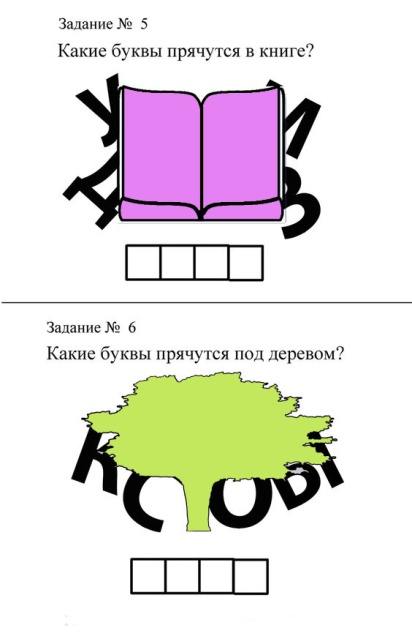 Задание № 5
Какие буквы прячутся в книге?
У
Д З
Задание № 6
Какие буквы прячутся под деревом?
К С О Ы